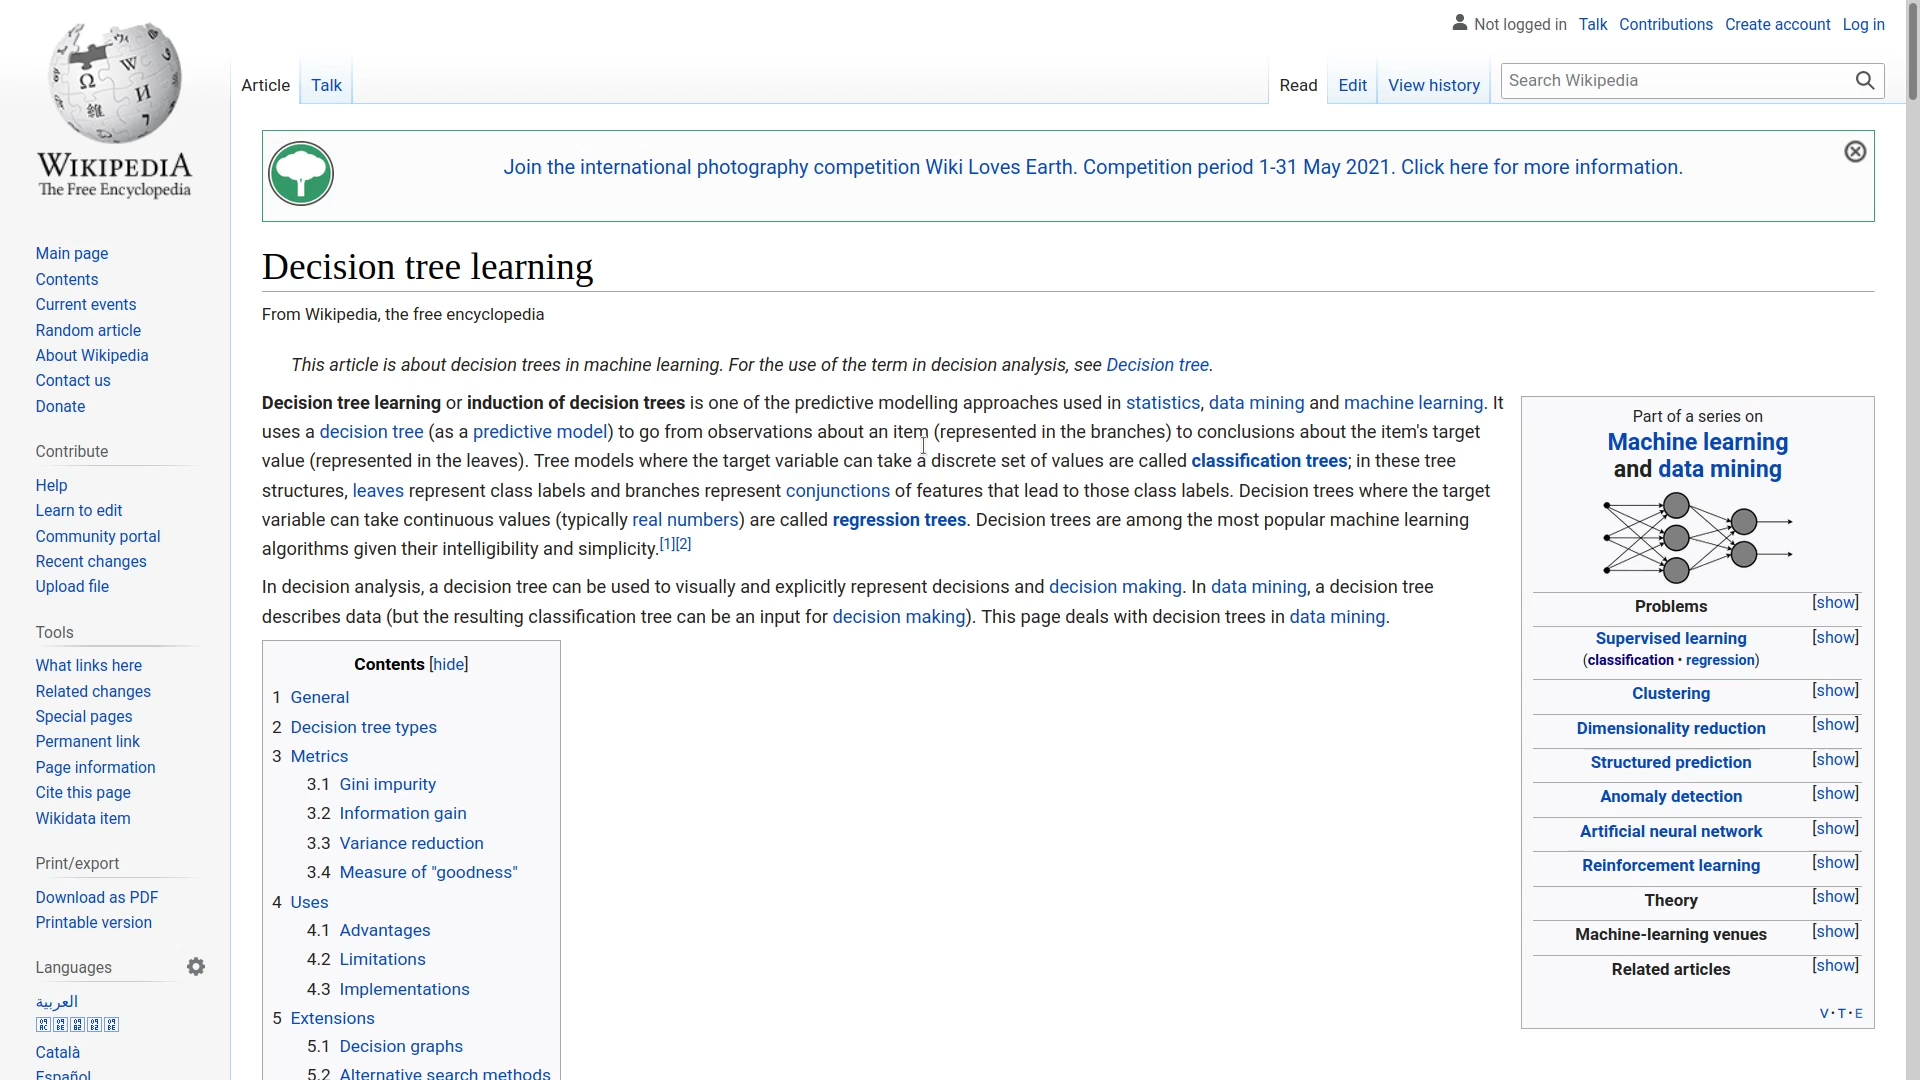 Not logged in Talk Contributions Create account Log in
Article Talk Read Edit View history Search Wikipedia
WIKIPEDIA
The Free Encyclopedia
Main page
Contents
Current events
Random article
About Wikipedia
Contact us
Donate
Contribute
Help
Learn to edit
Community portal
Recent changes
Upload file
Tools
What links here
Related changes
Special pages
Permanent link
Page information
Cite this page
Wikidata item
Print/export
Download as PDF
Printable version
Languages
العربية
Català
Español
Join the international photography competition Wiki Loves Earth. Competition period 1-31 May 2021. Click here for more information.
Decision tree learning
From Wikipedia, the free encyclopedia
This article is about decision trees in machine learning. For the use of the term in decision analysis, see Decision tree.
Decision tree learning or induction of decision trees is one of the predictive modelling approaches used in statistics, data mining and machine learning. It
uses a decision tree (as a predictive model) to go from observations about an item (represented in the branches) to conclusions about the item's target
value (represented in the leaves). Tree models where the target variable can take a discrete set of values are called classification trees; in these tree
structures, leaves represent class labels and branches represent conjunctions of features that lead to those class labels. Decision trees where the target
variable can take continuous values (typically real numbers) are called regression trees. Decision trees are among the most popular machine learning
algorithms given their intelligibility and simplicity.[1][2]
In decision analysis, a decision tree can be used to visually and explicitly represent decisions and decision making. In data mining, a decision tree
describes data (but the resulting classification tree can be an input for decision making). This page deals with decision trees in data mining.
Contents [hide]
1 General
2 Decision tree types
3 Metrics
3.1 Gini impurity
3.2 Information gain
3.3 Variance reduction
3.4 Measure of "goodness"
4 Uses
4.1 Advantages
4.2 Limitations
4.3 Implementations
5 Extensions
5.1 Decision graphs
5.2 Alternative search methods
Part of a series on
Machine learning
and data mining
Problems [show]
Supervised learning [show]
(classification • regression)
Clustering [show]
Dimensionality reduction [show]
Structured prediction [show]
Anomaly detection [show]
Artificial neural network [show]
Reinforcement learning [show]
Theory [show]
Machine-learning venues [show]
Related articles [show]
V·T·E